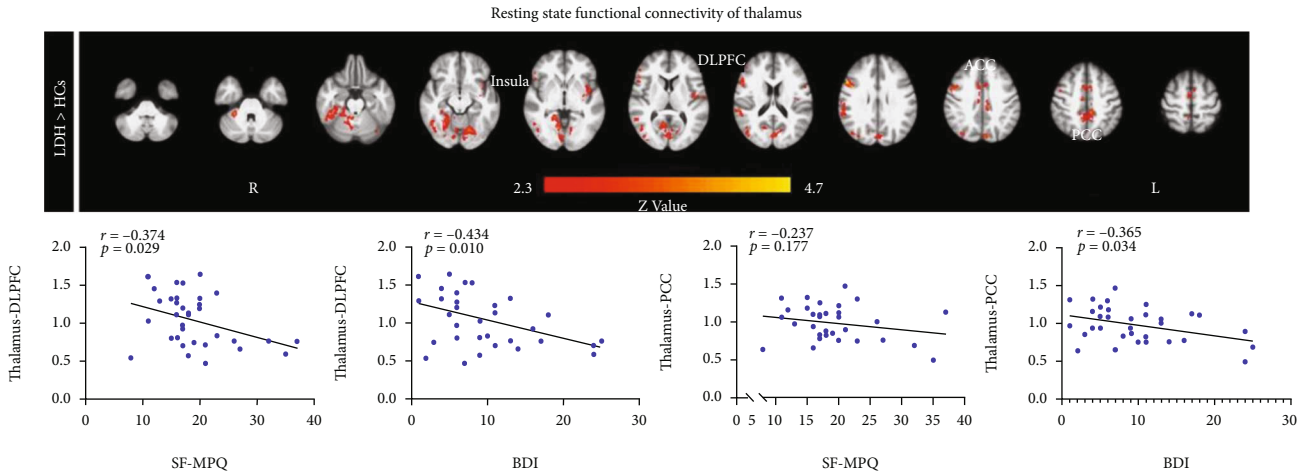 Resting state functional connectivity of thalamus
LDH > HCs
Insula
DLPFC
ACC
PCC
R
2.3
4.7
L
Z Value
r = –0.374
p = 0.029
2.0
1.5
1.0
0.5
0.0
Thalamus-DLPFC
0 10 20 30 40
SF-MPQ
r = –0.434
p = 0.010
2.0
1.5
1.0
0.5
0.0
Thalamus-DLPFC
0 10 20 30
BDI
r = –0.237
p = 0.177
2.0
1.5
1.0
0.5
0.0
Thalamus-PCC
0 5 10 15 20 25 30 35 40
SF-MPQ
r = –0.365
p = 0.034
2.0
1.5
1.0
0.5
0.0
Thalamus-PCC
0 10 20 30
BDI